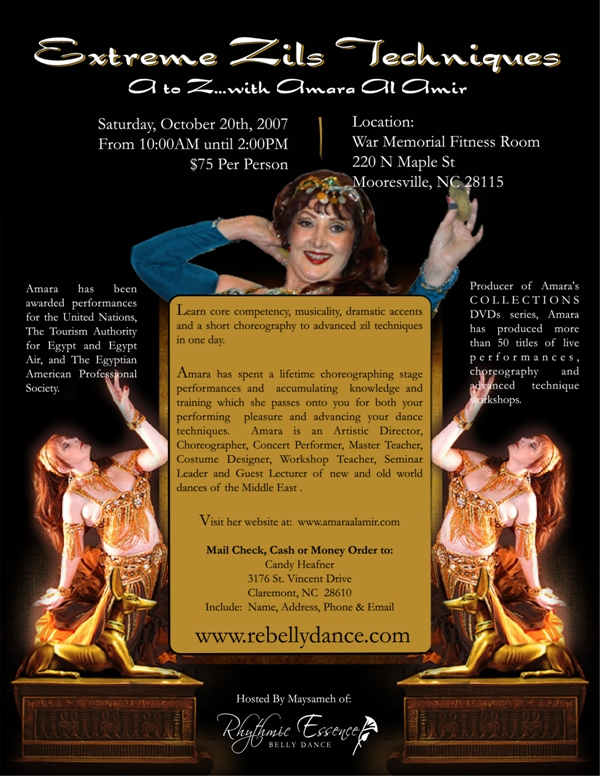 Extreme Zils Techniques
A to Z...with Amara Al Amir
Saturday, October 20th, 2007
From 10:00AM until 2:00PM
$75 Per Person
Location:
War Memorial Fitness Room
220 N Maple St
Mooresville, NC 28115
Amara has been
awarded performances
for the United Nations,
The Tourism Authority
for Egypt and Egypt
Air, and The Egyptian
American Professional
Society.
Producer of Amara's
COLLECTIONS
DVDs series, Amara
has produced more
than 50 titles of live
performances,
choreography and
advanced technique
workshops.
Learn core competency, musicality, dramatic accents
and a short choreography to advanced zil techniques
in one day.
Amara has spent a lifetime choreographing stage
performances and accumulating knowledge and
training which she passes onto you for both your
performing pleasure and advancing your dance
techniques. Amara is an Artistic Director,
Choreographer, Concert Performer, Master Teacher,
Costume Designer, Workshop Teacher, Seminar
Leader and Guest Lecturer of new and old world
dances of the Middle East .
Visit her website at: www.amaraalamir.com
Mail Check, Cash or Money Order to:
Candy Heafner
3176 St. Vincent Drive
Claremont, NC 28610
Include: Name, Address, Phone & Email
www.rebellydance.com
Hosted By Maysameh of:
Rhythmic Essence
BELLY DANCE